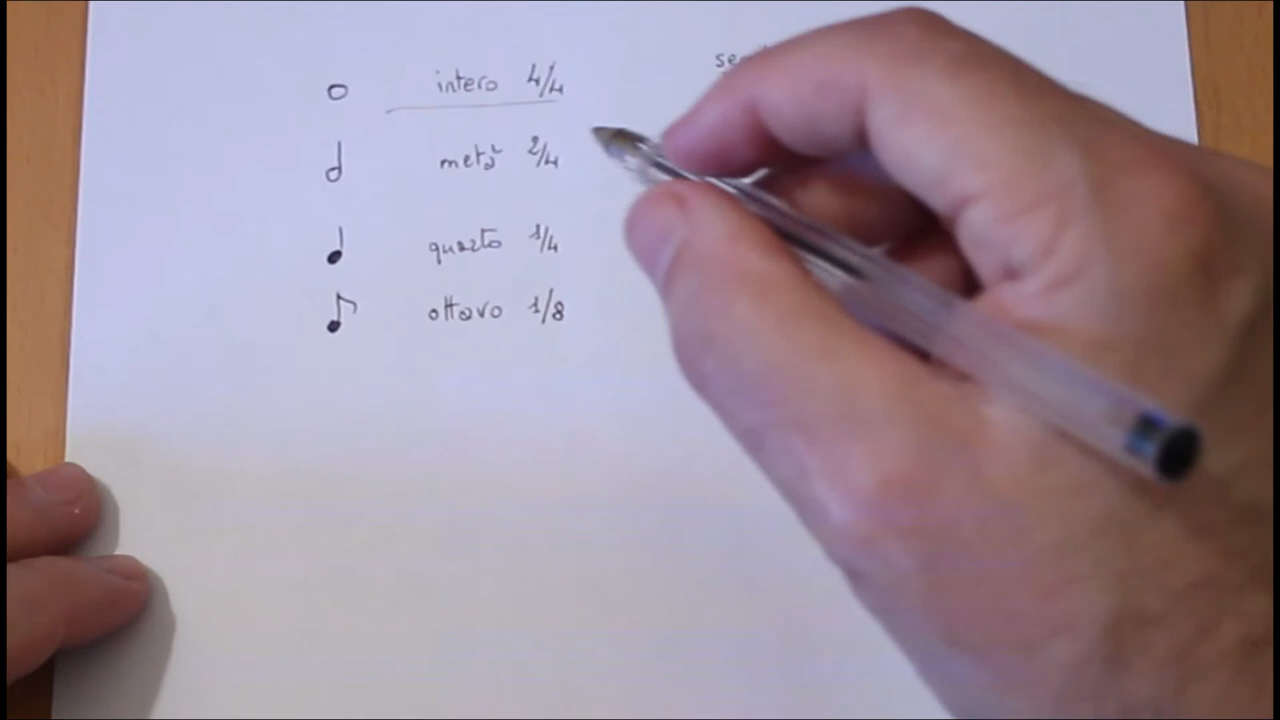 intero 4/4
metà 2/4
quarto 1/4
ottavo 1/8